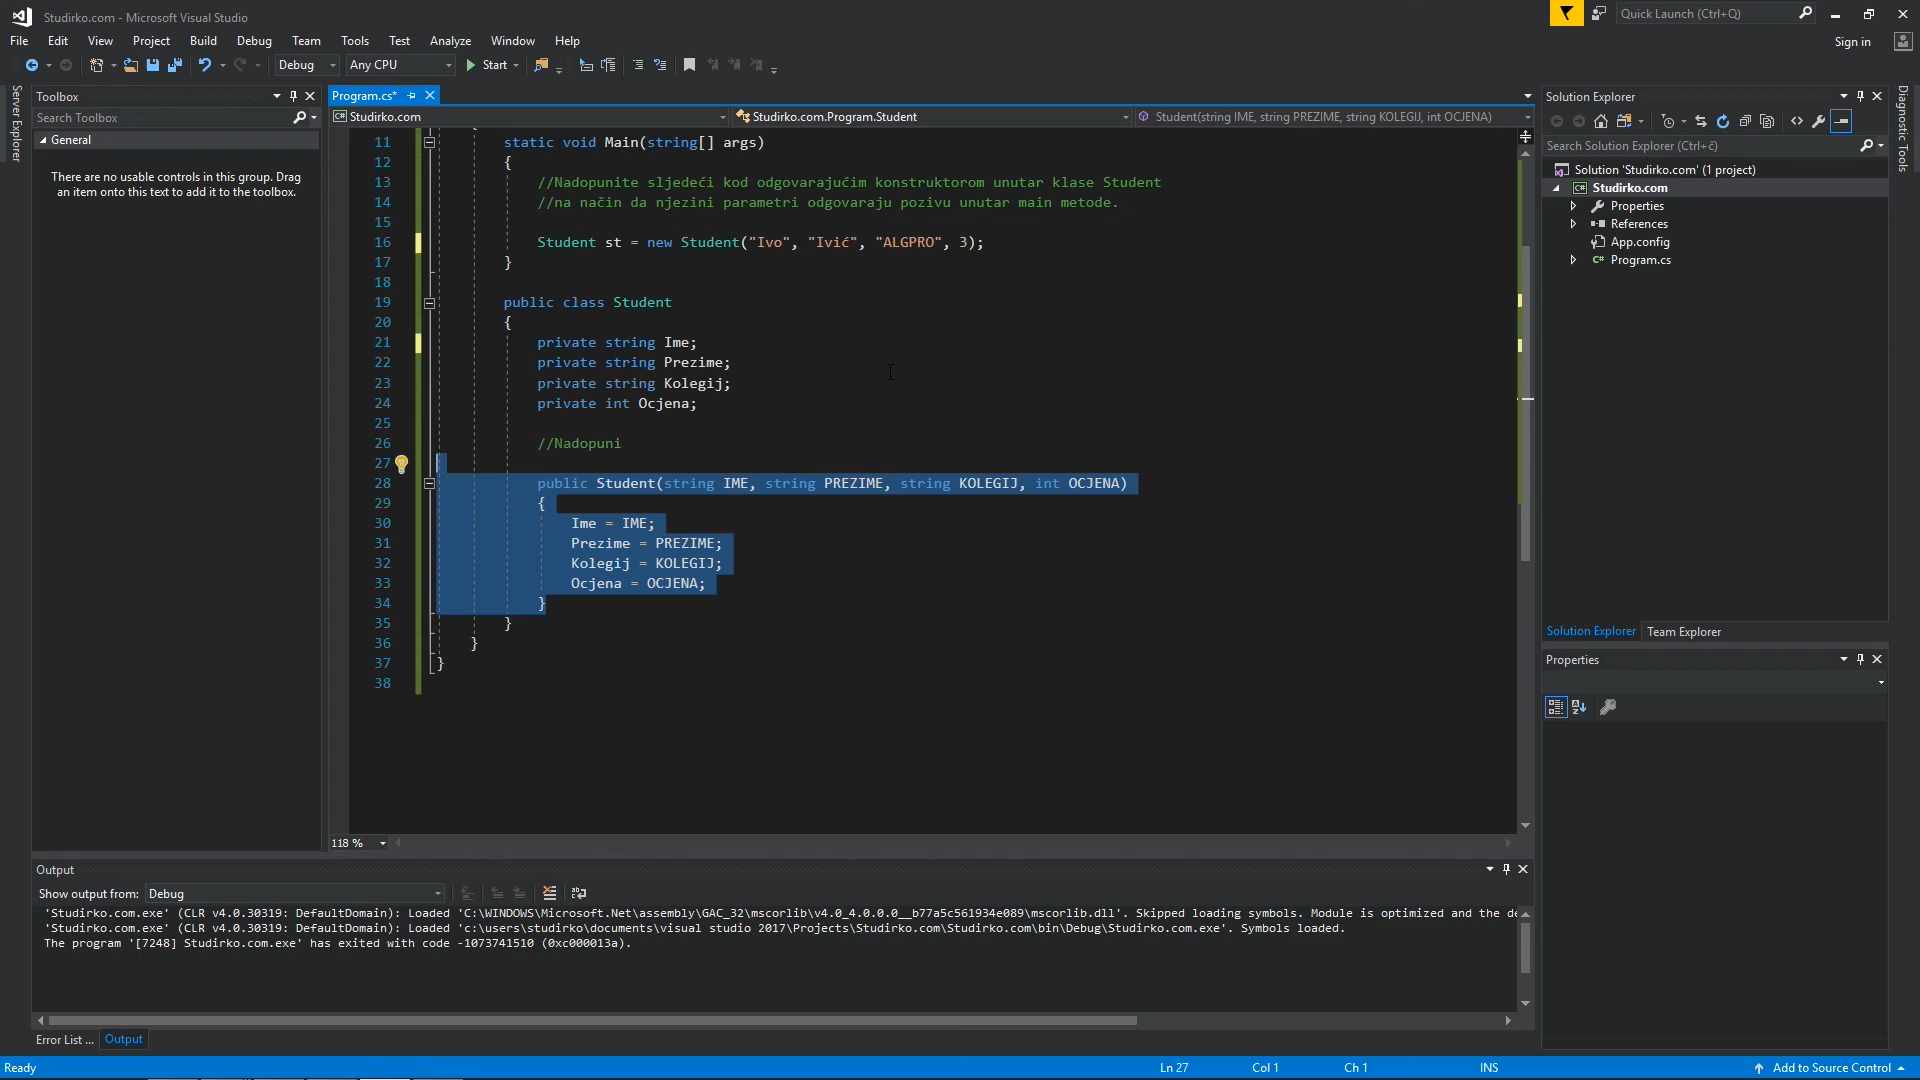 Studirko.com - Microsoft Visual Studio
Quick Launch (Ctrl+Q)
File Edit View Project Build Debug Team Tools Test Analyze Window Help
Sign in
Debug Any CPU Start
Server Explorer
Toolbox
Search Toolbox
General
There are no usable controls in this group. Drag
an item onto this text to add it to the toolbox.
Program.cs*
Studirko.com Studirko.com.Program.Student Student(string IME, string PREZIME, string KOLEGIJ, int OCJENA)
11 static void Main(string[] args)
12 {
13 //Nadopunite sljedeći kod odgovarajućim konstruktorom unutar klase Student
14 //na način da njezini parametri odgovaraju pozivu unutar main metode.
15
16 Student st = new Student("Ivo", "Ivić", "ALGPRO", 3);
17 }
18
19 public class Student
20 {
21 private string Ime;
22 private string Prezime;
23 private string Kolegij;
24 private int Ocjena;
25
26 //Nadopuni
27
28 public Student(string IME, string PREZIME, string KOLEGIJ, int OCJENA)
29 {
30 Ime = IME;
31 Prezime = PREZIME;
32 Kolegij = KOLEGIJ;
33 Ocjena = OCJENA;
34 }
35 }
36 }
37 }
38
118 %
Solution Explorer
Search Solution Explorer (Ctrl+č)
Solution 'Studirko.com' (1 project)
Studirko.com
Properties
References
App.config
Program.cs
Solution Explorer Team Explorer
Properties
Diagnostic Tools
Output
Show output from: Debug
'Studirko.com.exe' (CLR v4.0.30319: DefaultDomain): Loaded 'C:\WINDOWS\Microsoft.Net\assembly\GAC_32\mscorlib\v4.0_4.0.0.0__b77a5c561934e089\mscorlib.dll'. Skipped loading symbols. Module is optimized and the de
'Studirko.com.exe' (CLR v4.0.30319: DefaultDomain): Loaded 'c:\users\studirko\documents\visual studio 2017\Projects\Studirko.com\Studirko.com\bin\Debug\Studirko.com.exe'. Symbols loaded.
The program '[7248] Studirko.com.exe' has exited with code -1073741510 (0xc000013a).
Error List ... Output
Ready Ln 27 Col 1 Ch 1 INS Add to Source Control